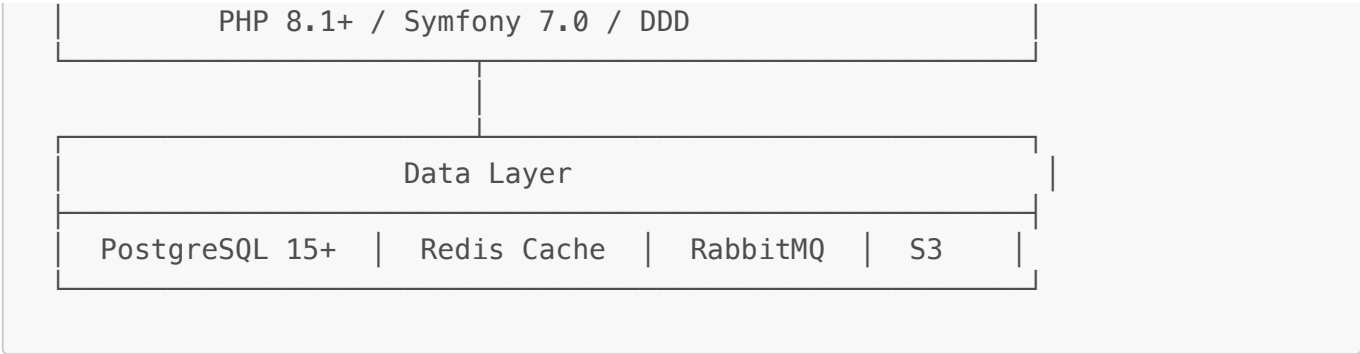 PHP 8.1+ / Symfony 7.0 / DDD
Data Layer
PostgreSQL 15+ │ Redis Cache │ RabbitMQ │ S3